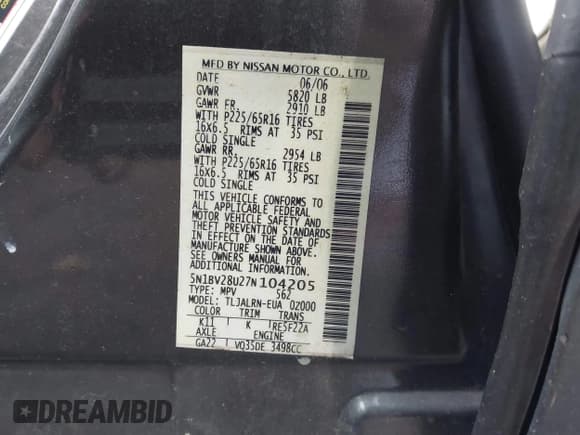 MFD BY NISSAN MOTOR CO., LTD.
DATE 06/06
GVWR 5820 LB
GAWR FR. 2910 LB
WITH P225/65R16 TIRES
16X6.5 RIMS AT 35 PSI
COLD SINGLE
GAWR RR. 2954 LB
WITH P225/65R16 TIRES
16X6.5 RIMS AT 35 PSI
COLD SINGLE
THIS VEHICLE CONFORMS TO
ALL APPLICABLE FEDERAL
MOTOR VEHICLE SAFETY AND
THEFT PREVENTION STANDARDS
IN EFFECT ON THE DATE OF
MANUFACTURE SHOWN ABOVE.
SEE OWNERS MANUAL FOR
ADDITIONAL INFORMATION.
5N1BV28U27N104205
TYPE: MPV 562
MODEL: TLJALRN-EUA 02000
COLOR TRIM TRANS
K11 K RE5F22A
AXLE ENGINE
GA22 VQ35DE 3498CC
DREAMBID